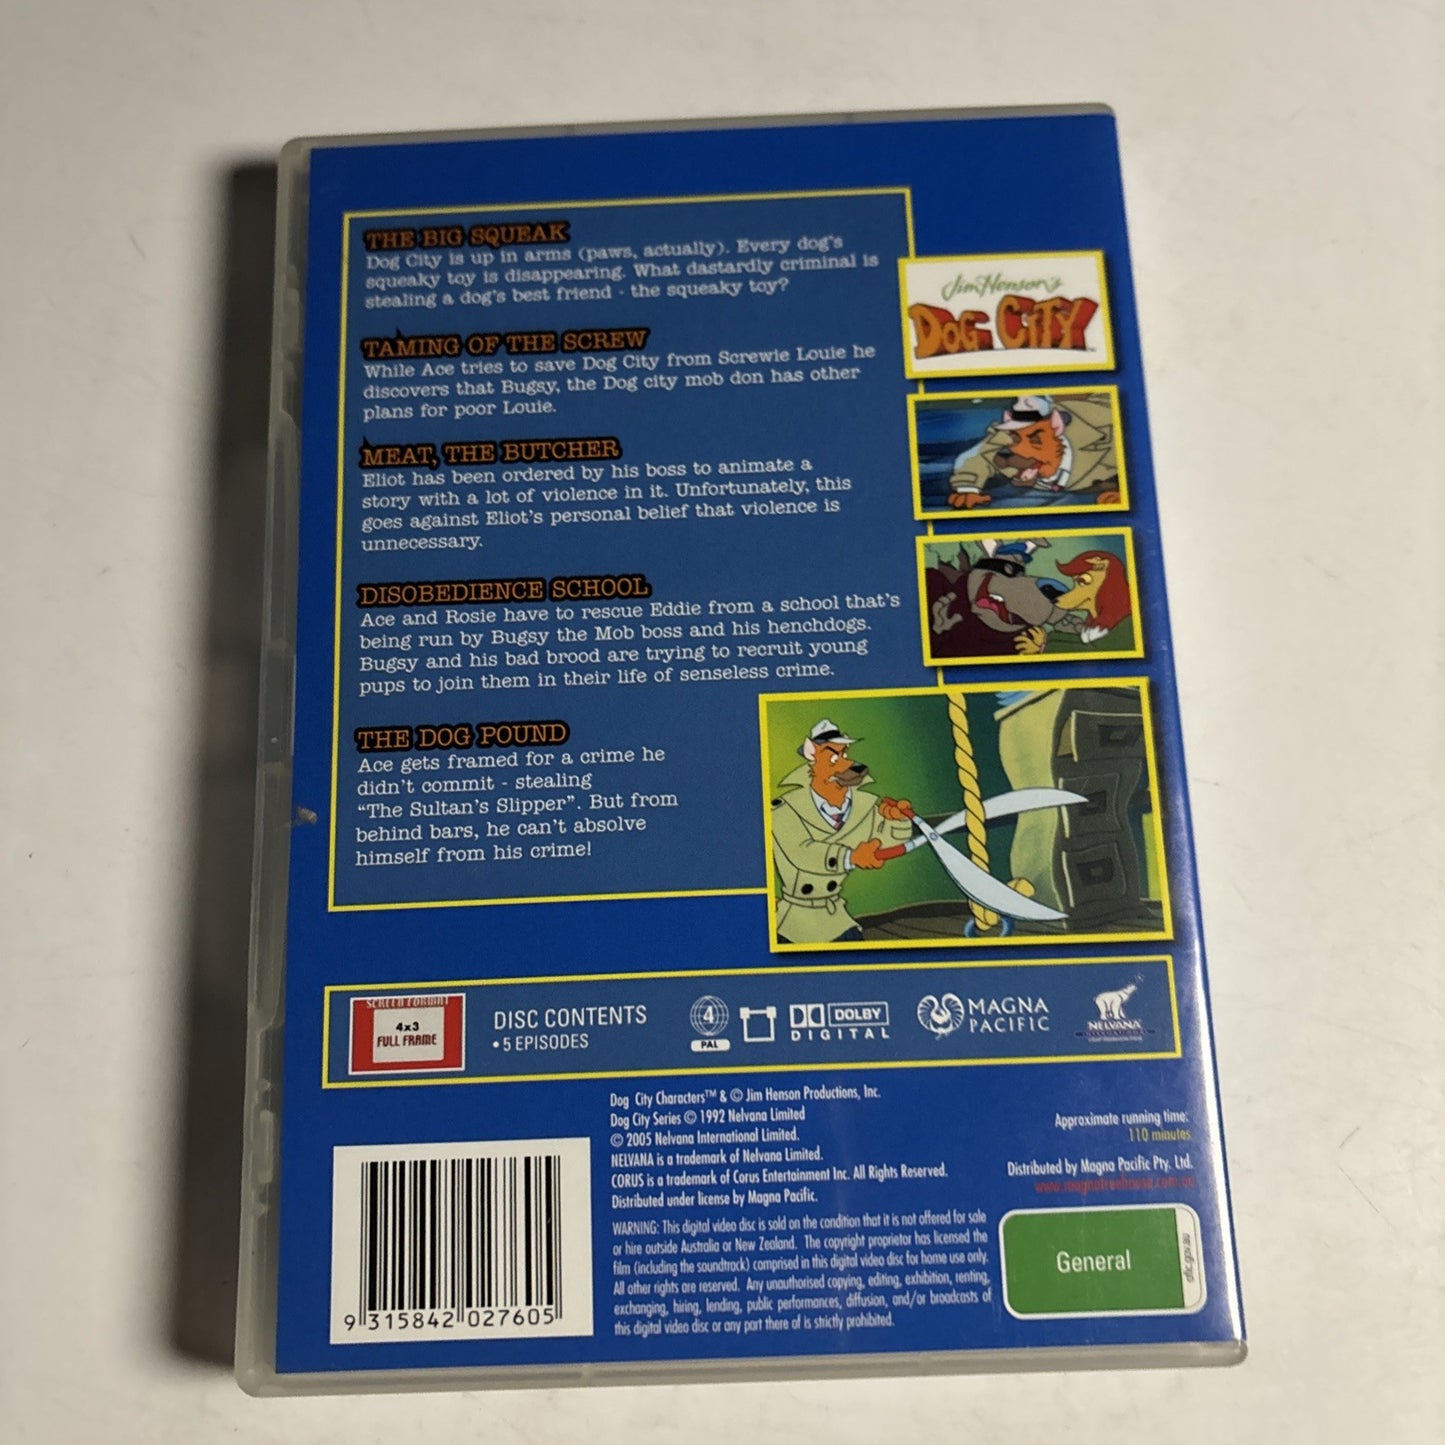 THE BIG SQUEAK
Dog City is up in arms (paws, actually). Every dog's
squeaky toy is disappearing. What dastardly criminal is
stealing a dog's best friend - the squeaky toy?
TAMING OF THE SCREW
While Ace tries to save Dog City from Screwie Louie he
discovers that Bugsy, the Dog city mob don has other
plans for poor Louie.
MEAT, THE BUTCHER
Eliot has been ordered by his boss to animate a
story with a lot of violence in it. Unfortunately, this
goes against Eliot's personal belief that violence is
unnecessary.
DISOBEDIENCE SCHOOL
Ace and Rosie have to rescue Eddie from a school that's
being run by Bugsy the Mob boss and his henchdogs.
Bugsy and his bad brood are trying to recruit young
pups to join them in their life of senseless crime.
THE DOG POUND
Ace gets framed for a crime he
didn't commit - stealing
"The Sultan's Slipper". But from
behind bars, he can't absolve
himself from his crime!
Jim Henson's
DOG CITY
SCREEN FORMAT
4x3
FULL FRAME
DISC CONTENTS
• 5 EPISODES
4
PAL
DOLBY
DIGITAL
MAGNA
PACIFIC
NELVANA
INTERNATIONAL
Dog City Characters™ & © Jim Henson Productions, Inc.
Dog City Series © 1992 Nelvana Limited
© 2005 Nelvana International Limited.
NELVANA is a trademark of Nelvana Limited.
CORUS is a trademark of Corus Entertainment Inc. All Rights Reserved.
Distributed under license by Magna Pacific.
WARNING: This digital video disc is sold on the condition that it is not offered for sale
or hire outside Australia or New Zealand. The copyright proprietor has licensed the
film (including the soundtrack) comprised in this digital video disc for home use only.
All other rights are reserved. Any unauthorised copying, editing, exhibition, renting,
exchanging, hiring, lending, public performances, diffusion, and/or broadcasts of
this digital video disc or any part there of is strictly prohibited.
Approximate running time:
110 minutes
Distributed by Magna Pacific Pty. Ltd.
www.magnatreehouse.com.au
General
oflc.gov.au
9 315842 027605